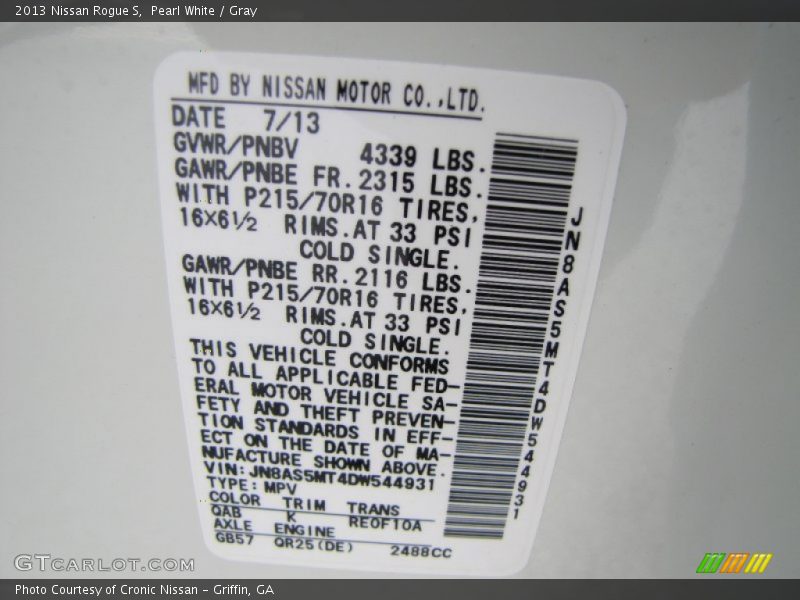 2013 Nissan Rogue S, Pearl White / Gray
MFD BY NISSAN MOTOR CO.,LTD.
DATE 7/13
GVWR/PNBV 4339 LBS.
GAWR/PNBE FR. 2315 LBS.
WITH P215/70R16 TIRES,
16×6½ RIMS. AT 33 PSI
COLD SINGLE.
GAWR/PNBE RR. 2116 LBS.
WITH P215/70R16 TIRES,
16×6½ RIMS. AT 33 PSI
COLD SINGLE.
THIS VEHICLE CONFORMS
TO ALL APPLICABLE FED-
ERAL MOTOR VEHICLE SA-
FETY AND THEFT PREVEN-
TION STANDARDS IN EFF-
ECT ON THE DATE OF MA-
NUFACTURE SHOWN ABOVE.
VIN: JN8AS5MT4DW544931
TYPE: MPV
COLOR TRIM TRANS
QAB K RE0F10A
AXLE ENGINE
GB57 QR25(DE) 2488CC
JN8AS5MT4DW544931
GTCARLOT.COM
Photo Courtesy of Cronic Nissan - Griffin, GA